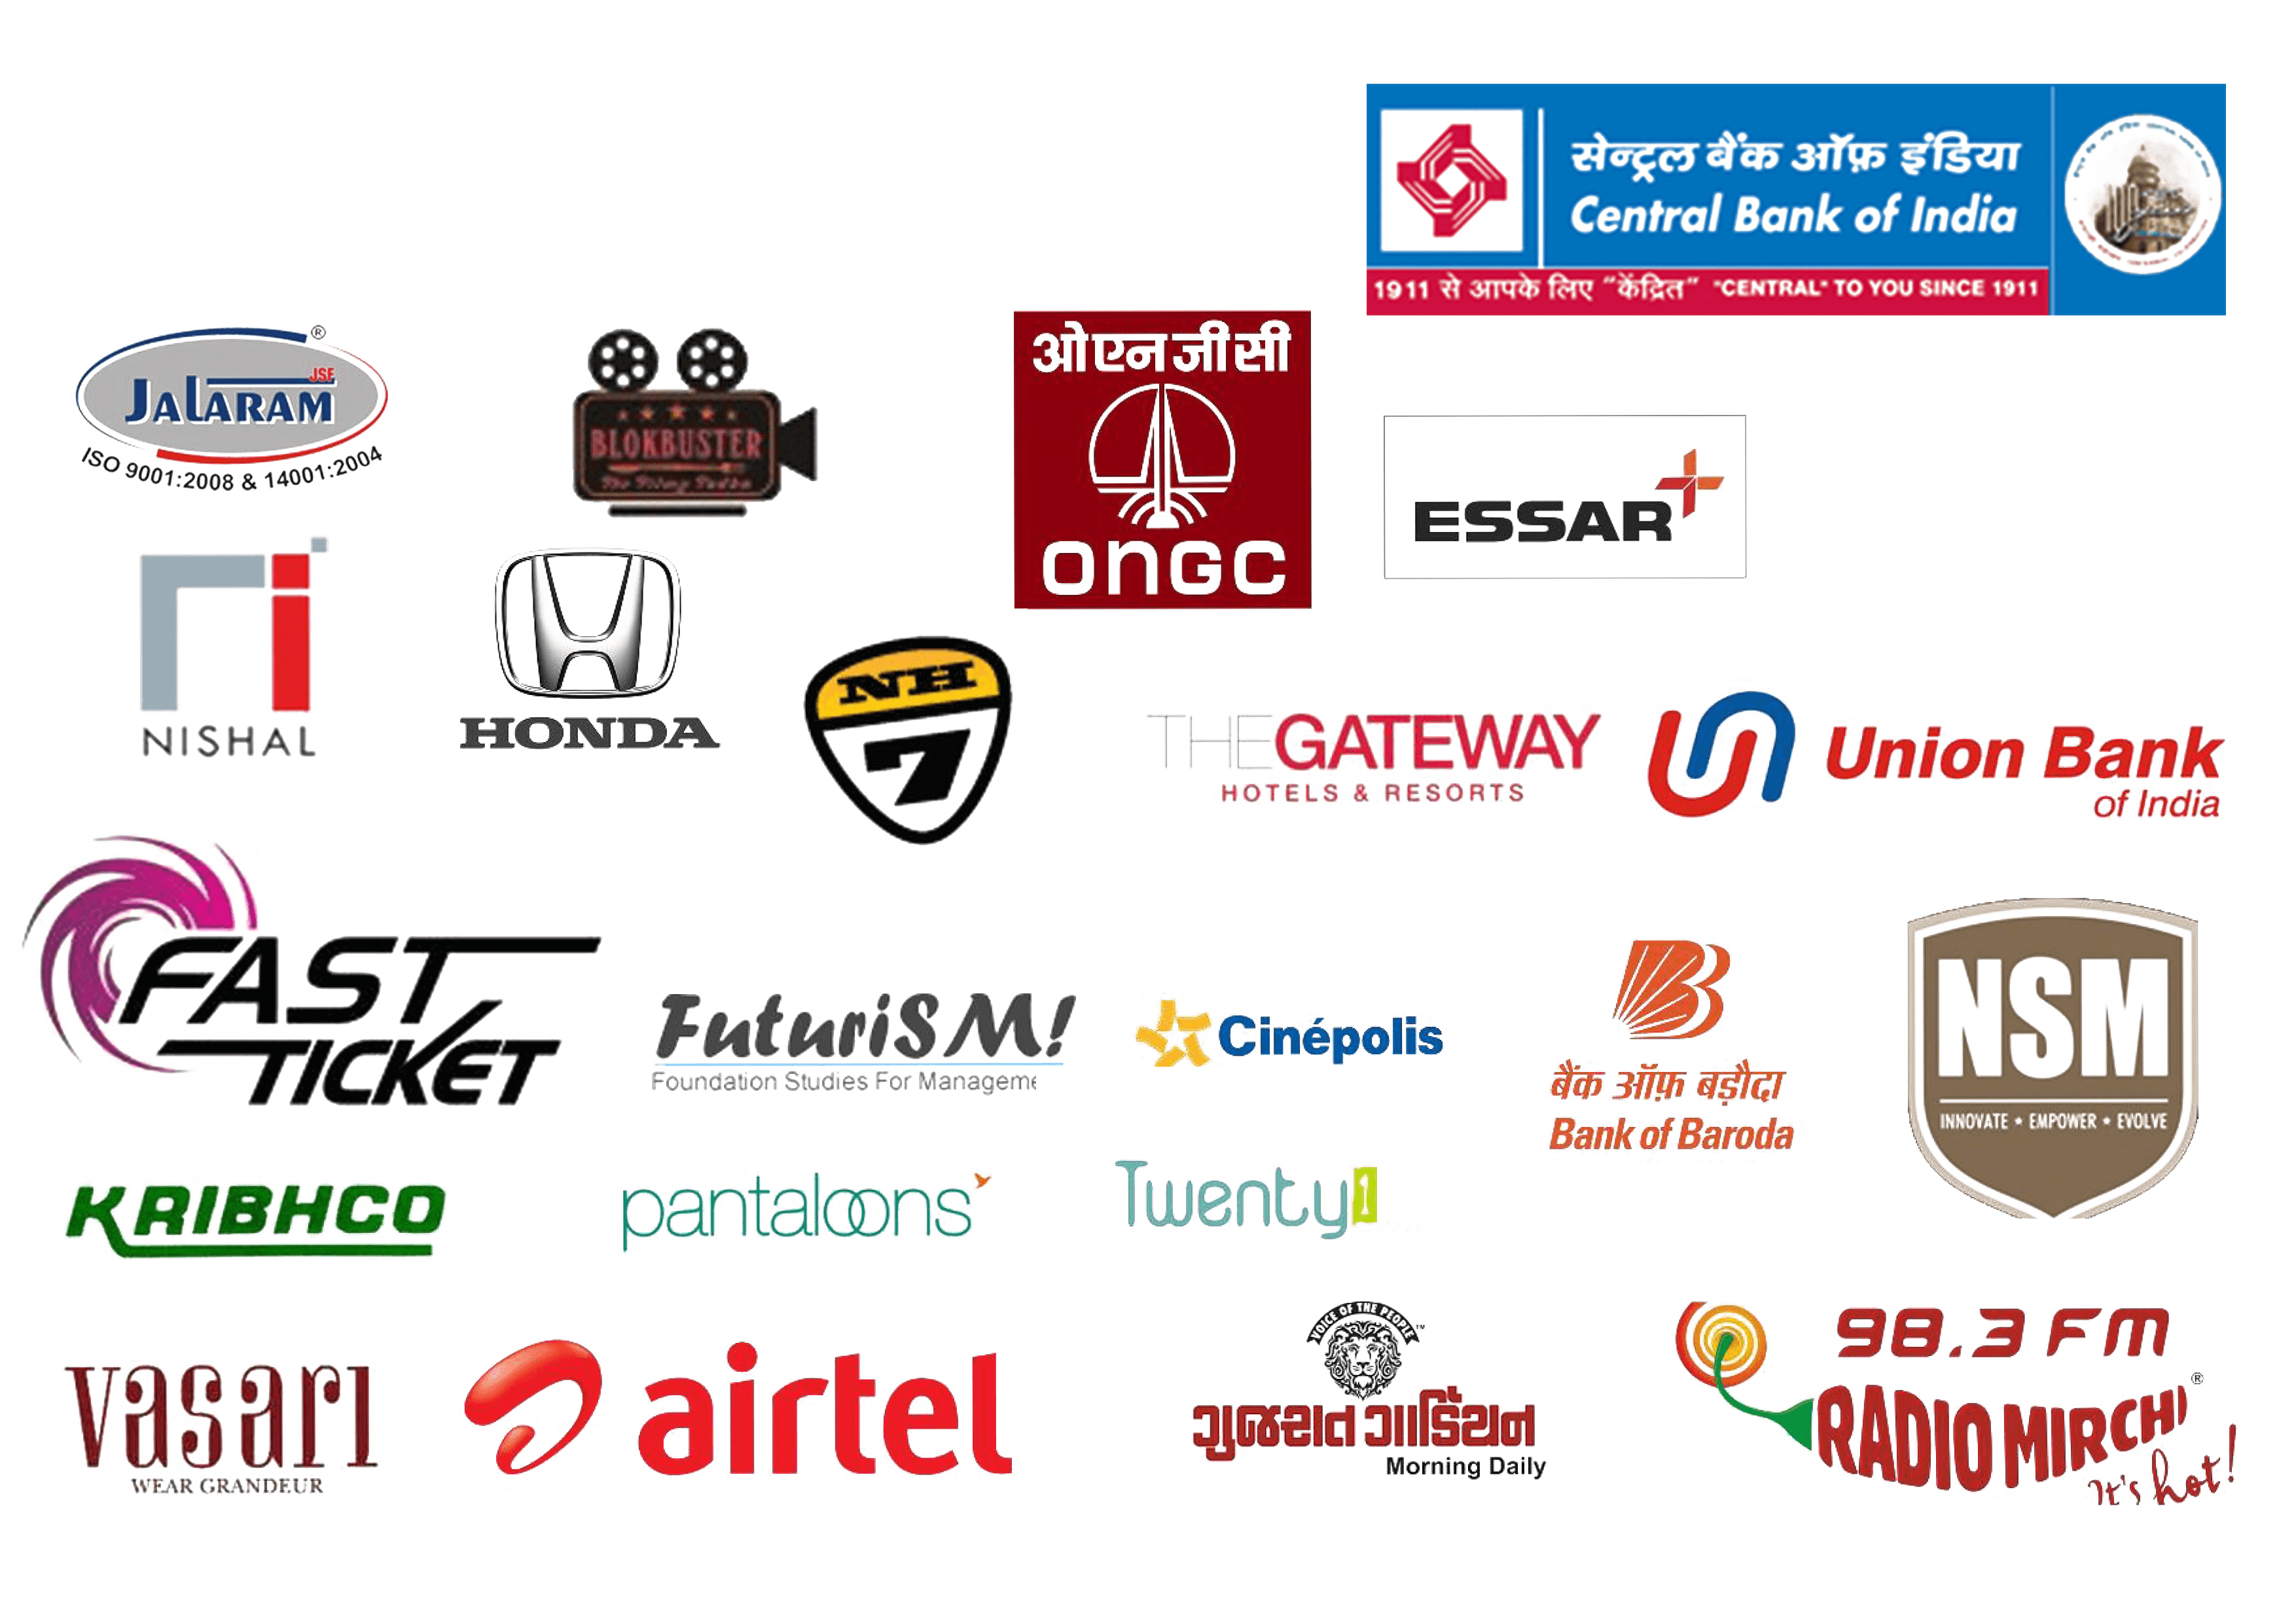 सेन्ट्रल बैंक ऑफ़ इंडिया
Central Bank of India
1911 से आपके लिए “केंद्रित” "CENTRAL" TO YOU SINCE 1911
®
JSE
JALARAM
ISO 9001:2008 & 14001:2004
BLOKBUSTER
ओएनजीसी
ONGC
ESSAR
NISHAL
HONDA
NH
7
THEGATEWAY
HOTELS & RESORTS
Union Bank
of India
FAST
TICKET
FuturiSM!
Foundation Studies For Manageme
Cinépolis
बैंक ऑफ़ बड़ौदा
Bank of Baroda
NSM
INNOVATE * EMPOWER * EVOLVE
KRIBHCO
pantaloons
Twenty1
vasarı
WEAR GRANDEUR
airtel
VOICE OF THE PEOPLE
™
ગુજરાત ગાર્ડિયન
Morning Daily
98.3 FM
RADIO MIRCHI
®
it's hot!